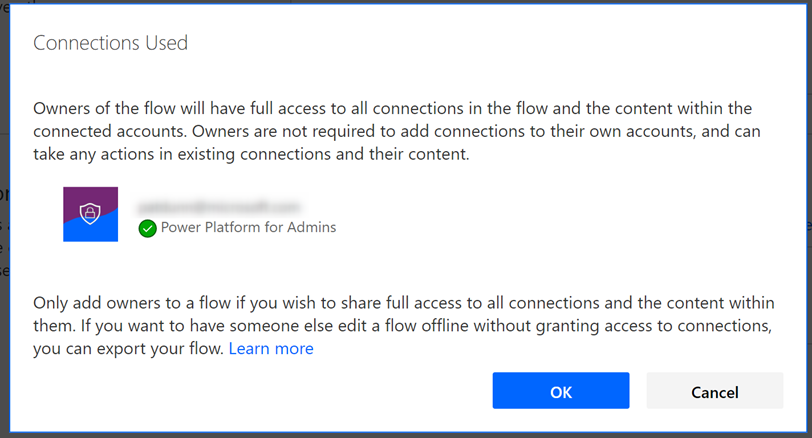 Connections Used
Owners of the flow will have full access to all connections in the flow and the content within the
connected accounts. Owners are not required to add connections to their own accounts, and can
take any actions in existing connections and their content.
Power Platform for Admins
Only add owners to a flow if you wish to share full access to all connections and the content within
them. If you want to have someone else edit a flow offline without granting access to connections,
you can export your flow. Learn more
OK
Cancel